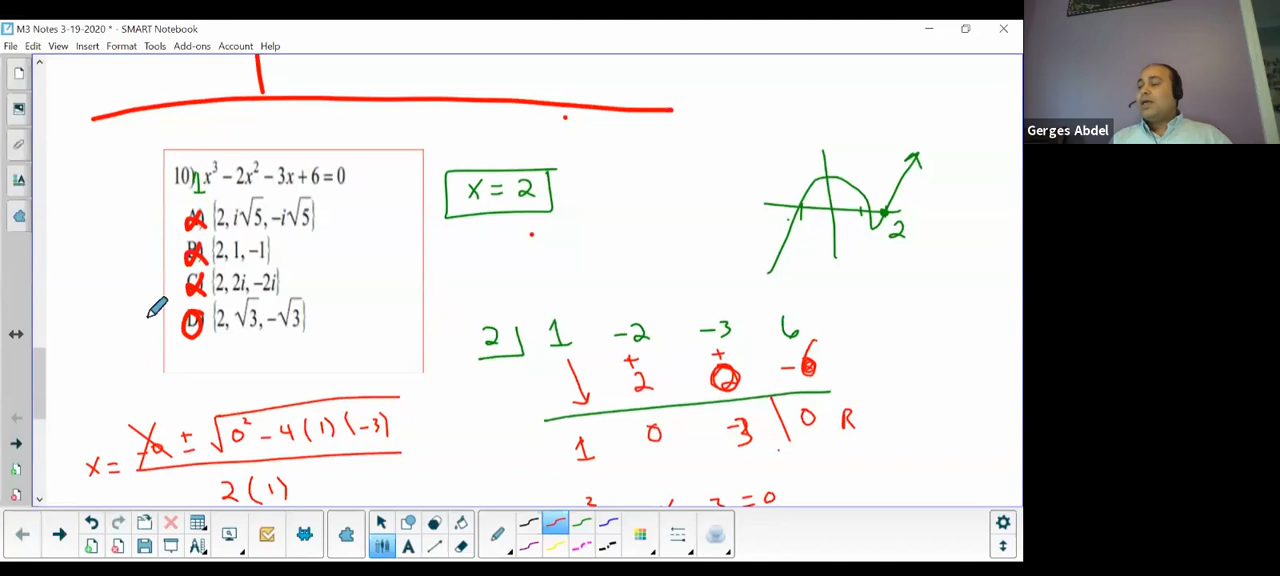 M3 Notes 3-19-2020 * - SMART Notebook
File Edit View Insert Format Tools Add-ons Account Help
Gerges Abdel
10) 1x³ − 2x² − 3x + 6 = 0
A) {2, i√5, −i√5}
B) {2, 1, −1}
C) {2, 2i, −2i}
D) {2, √3, −√3}
x = 2
2
2 | 1 −2 −3 6
+ +
2 0 −6
1 0 −3 0 R
x = −0 ± √0² − 4(1)(−3)
2(1)
= 0